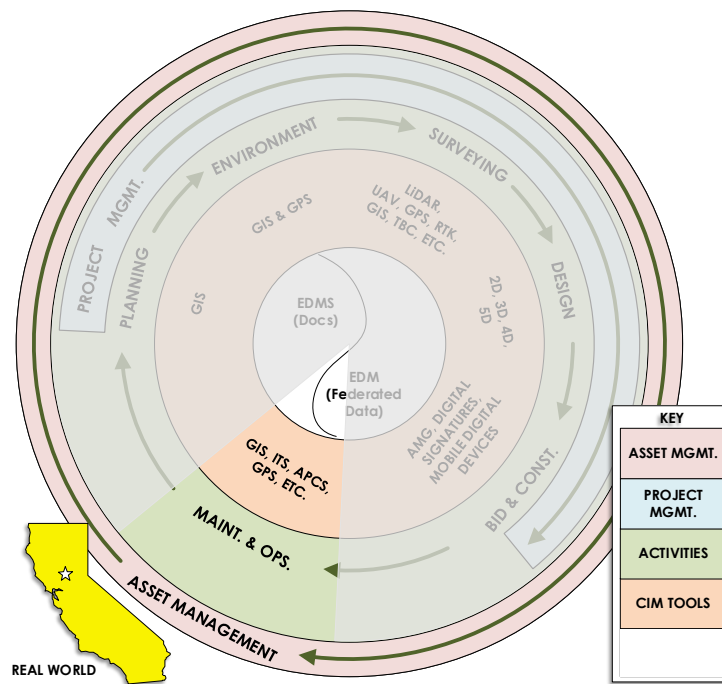 ENVIRONMENT
SURVEYING
PROJECT MGMT.
PLANNING
GIS & GPS
LiDAR,
UAV, GPS, RTK,
GIS, TBC, ETC.
DESIGN
GIS
EDMS
(Docs)
2D, 3D, 4D,
5D
EDM
(Federated
Data)
AMG, DIGITAL
SIGNATURES,
MOBILE DIGITAL
DEVICES
BID & CONST.
GIS, ITS, APCS,
GPS, ETC.
MAINT. & OPS.
ASSET MANAGEMENT
REAL WORLD
KEY
ASSET MGMT.
PROJECT
MGMT.
ACTIVITIES
CIM TOOLS